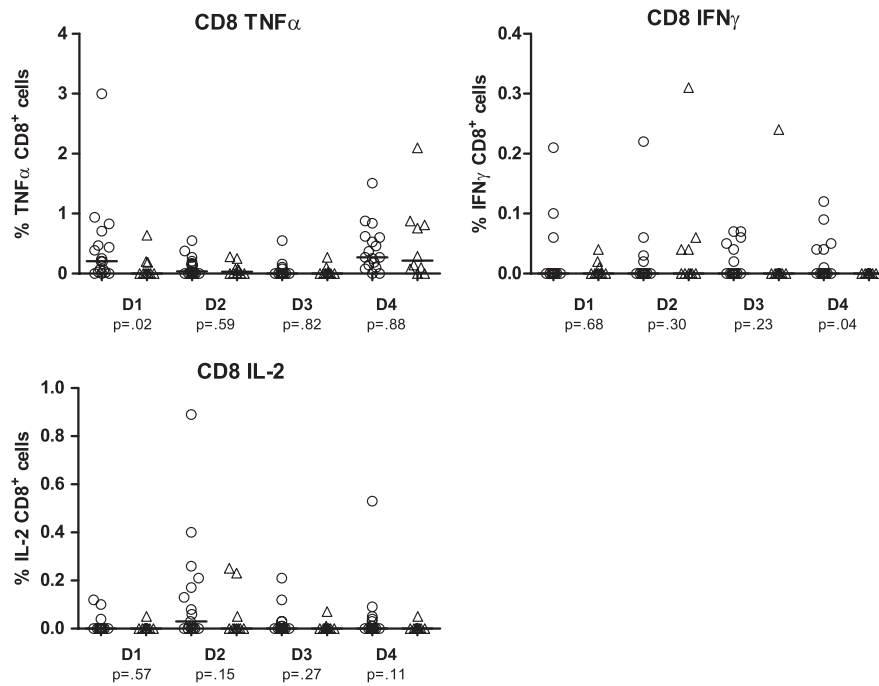 CD8 TNFα
% TNFα CD8⁺ cells
4
3
2
1
0
D1 D2 D3 D4
p=.02 p=.59 p=.82 p=.88
CD8 IFNγ
% IFNγ CD8⁺ cells
0.4
0.3
0.2
0.1
0.0
D1 D2 D3 D4
p=.68 p=.30 p=.23 p=.04
CD8 IL-2
% IL-2 CD8⁺ cells
1.0
0.8
0.6
0.4
0.2
0.0
D1 D2 D3 D4
p=.57 p=.15 p=.27 p=.11